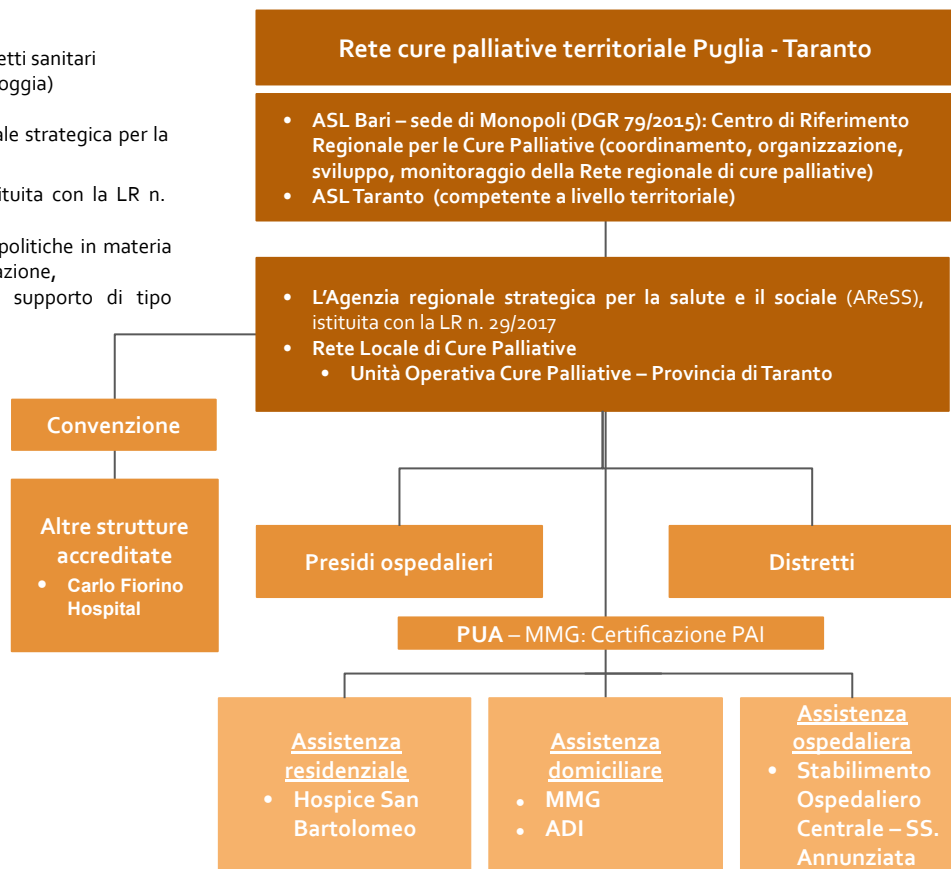 etti sanitari
oggia)
ale strategica per la
tuita con la LR n.
politiche in materia
azione,
supporto di tipo
Rete cure palliative territoriale Puglia - Taranto
• ASL Bari – sede di Monopoli (DGR 79/2015): Centro di Riferimento
Regionale per le Cure Palliative (coordinamento, organizzazione,
sviluppo, monitoraggio della Rete regionale di cure palliative)
• ASL Taranto (competente a livello territoriale)
• L'Agenzia regionale strategica per la salute e il sociale (AReSS),
istituita con la LR n. 29/2017
• Rete Locale di Cure Palliative
• Unità Operativa Cure Palliative – Provincia di Taranto
Convenzione
Altre strutture
accreditate
• Carlo Fiorino
Hospital
Presidi ospedalieri
Distretti
PUA – MMG: Certificazione PAI
Assistenza
residenziale
• Hospice San
Bartolomeo
Assistenza
domiciliare
• MMG
• ADI
Assistenza
ospedaliera
• Stabilimento
Ospedaliero
Centrale – SS.
Annunziata